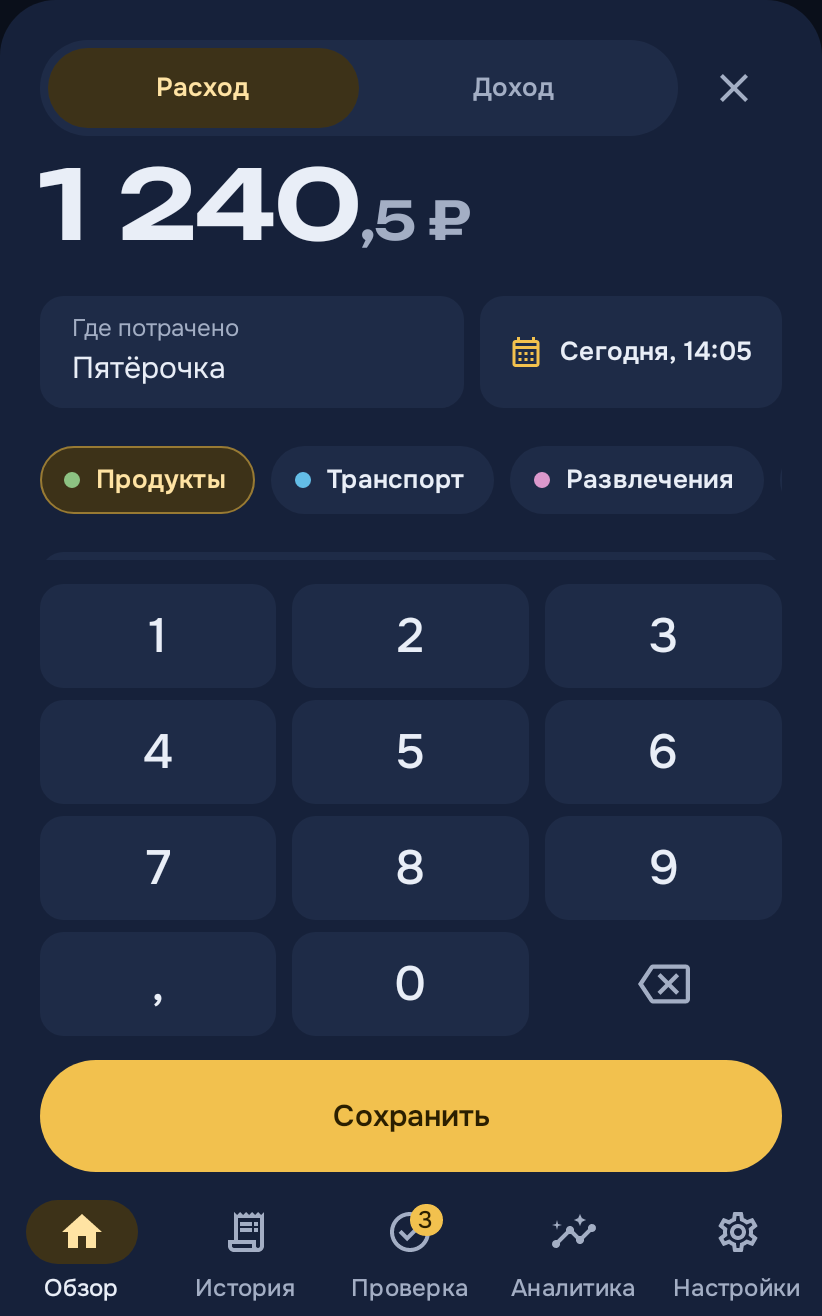 Расход Доход
1 240,5 ₽
Где потрачено
Пятёрочка
Сегодня, 14:05
Продукты Транспорт Развлечения
1 2 3
4 5 6
7 8 9
, 0
Сохранить
3
Обзор История Проверка Аналитика Настройки